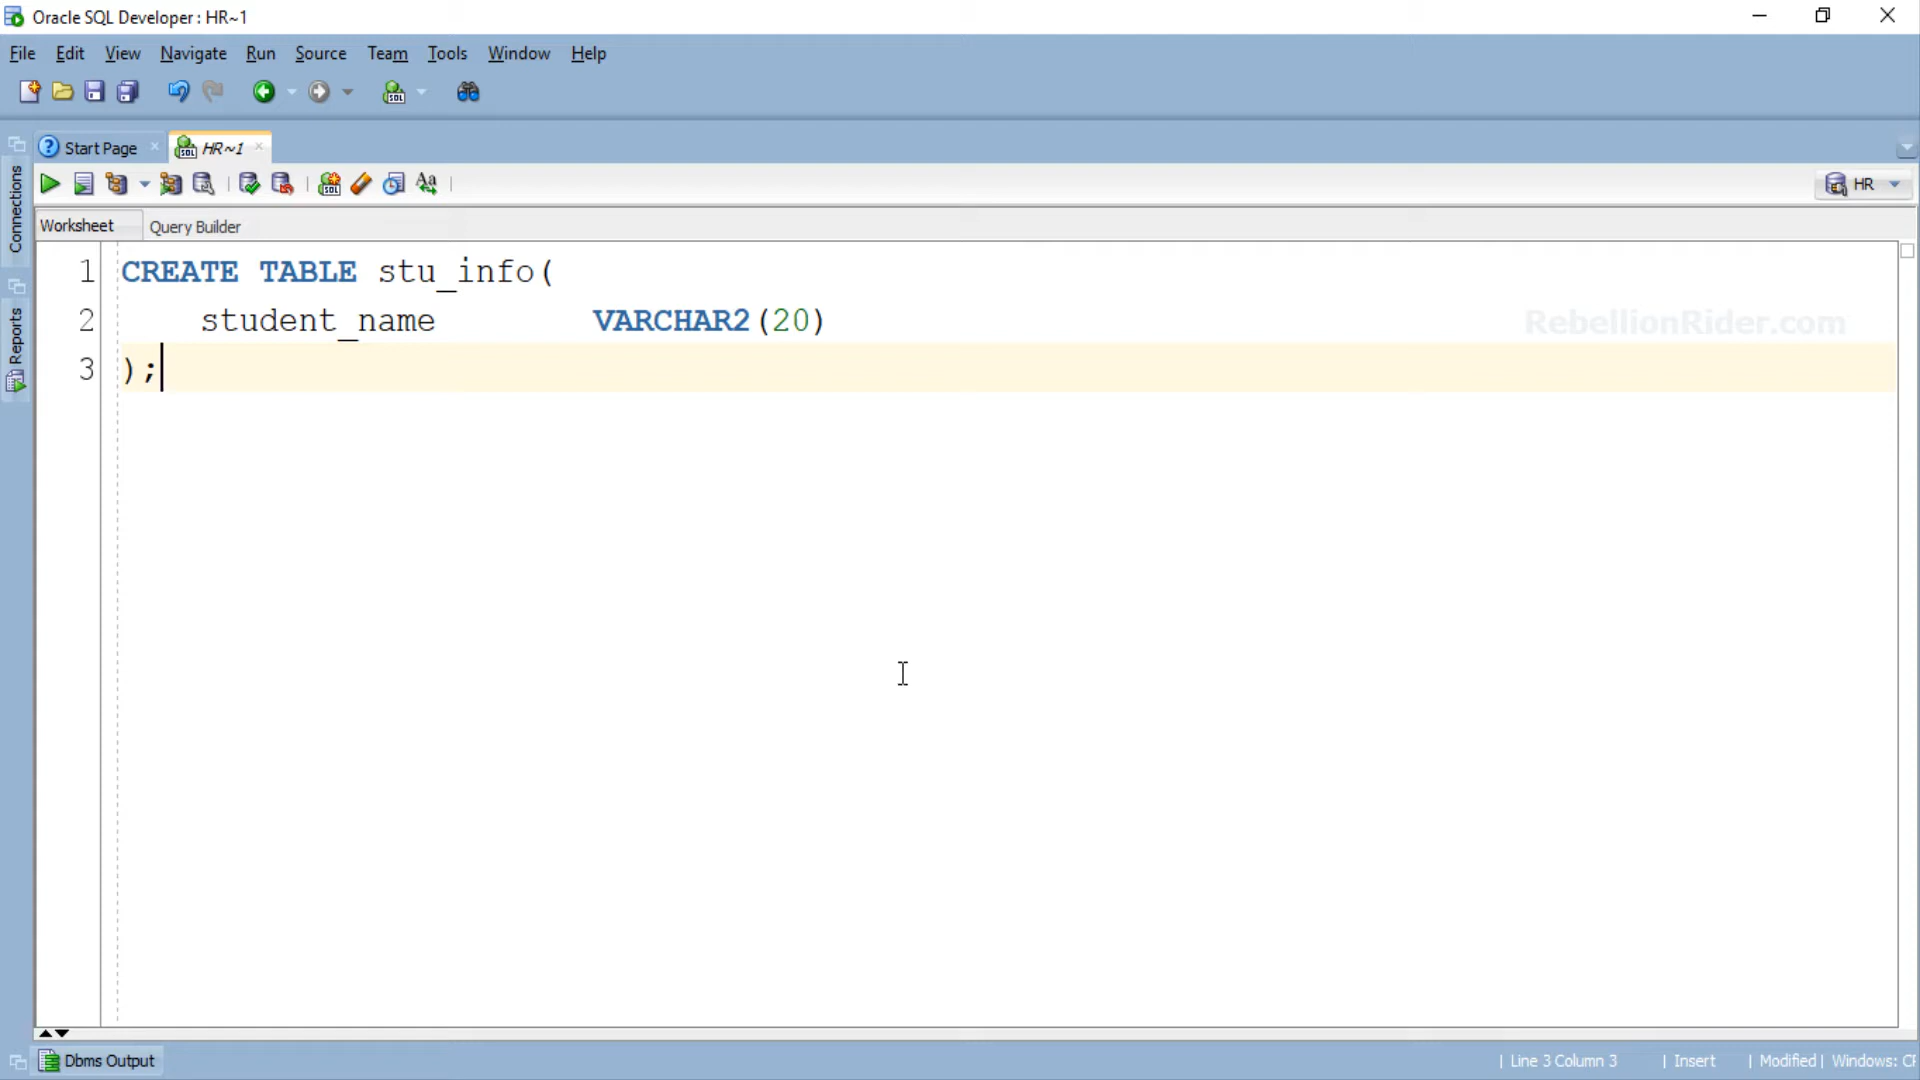 Oracle SQL Developer : HR~1
File Edit View Navigate Run Source Team Tools Window Help
Start Page HR~1
HR
Connections
Reports
Worksheet Query Builder
1 CREATE TABLE stu_info(
2 student_name VARCHAR2(20)
3 );
RebellionRider.com
Dbms Output
Line 3 Column 3 | Insert | Modified | Windows: